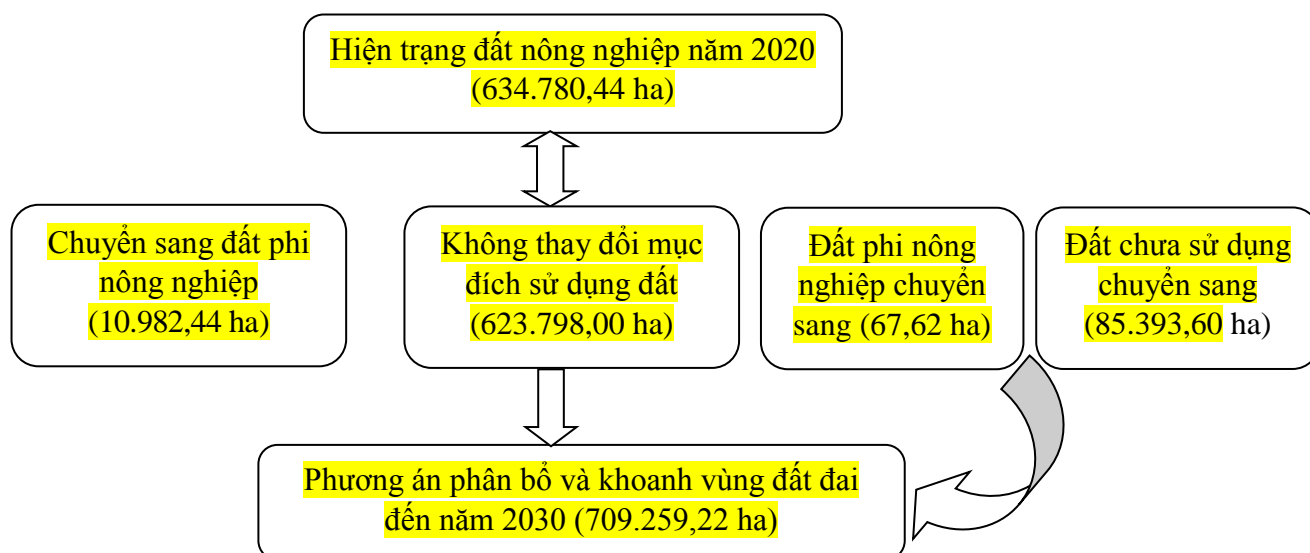 Hiện trạng đất nông nghiệp năm 2020
(634.780,44 ha)
Chuyển sang đất phi
nông nghiệp
(10.982,44 ha)
Không thay đổi mục
đích sử dụng đất
(623.798,00 ha)
Đất phi nông
nghiệp chuyển
sang (67,62 ha)
Đất chưa sử dụng
chuyển sang
(85.393,60 ha)
Phương án phân bổ và khoanh vùng đất đai
đến năm 2030 (709.259,22 ha)